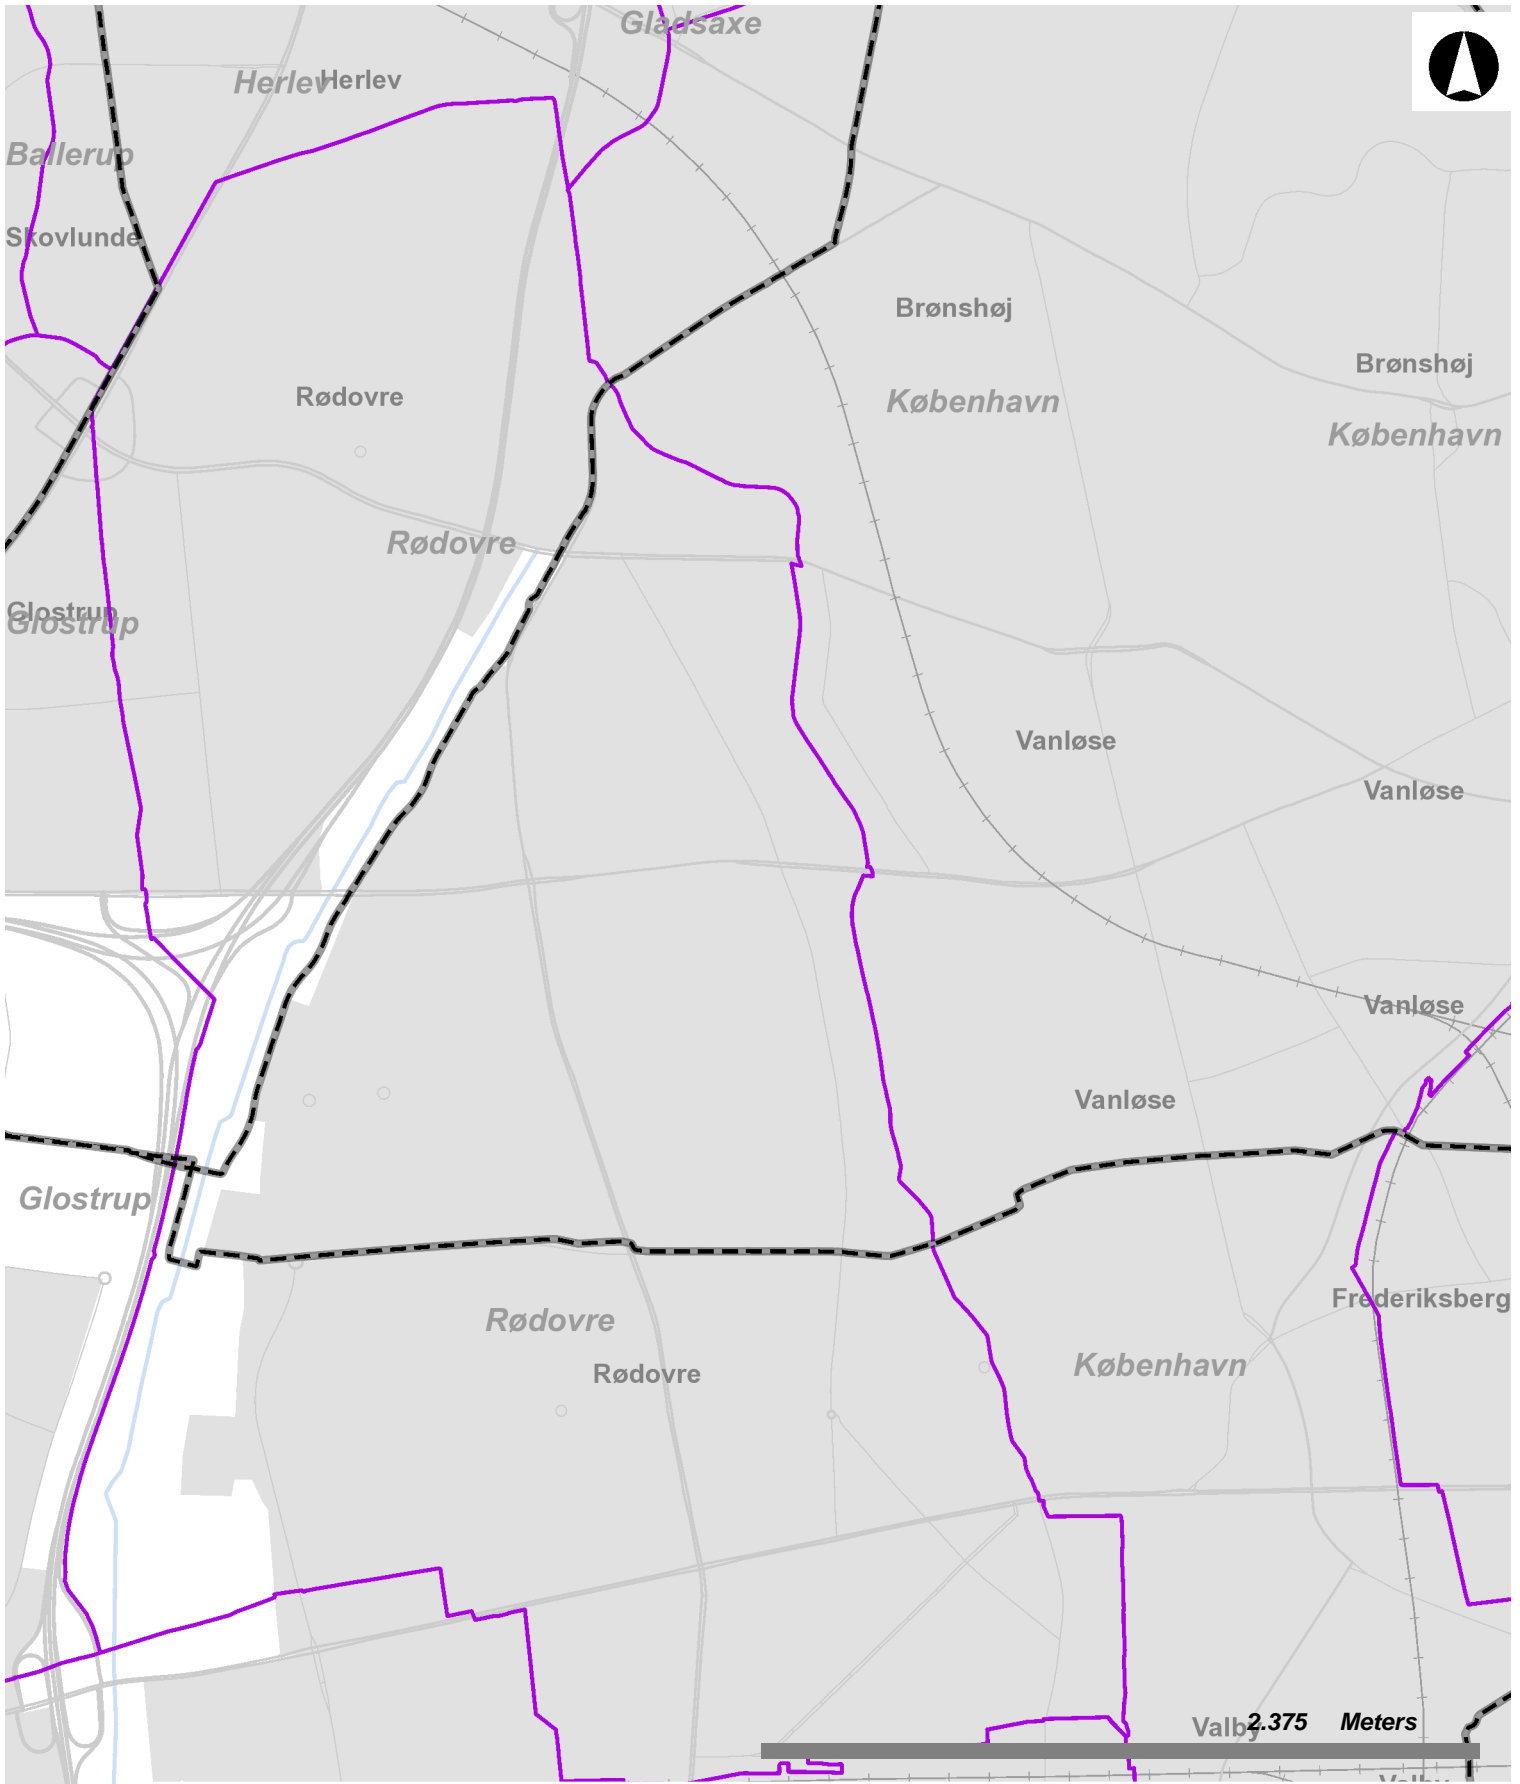 Gladsaxe
Herlev
Herlev
Ballerup
Skovlunde
Brønshøj
Brønshøj
Rødovre
København
København
Rødovre
Glostrup
Glostrup
Vanløse
Vanløse
Vanløse
Vanløse
Glostrup
Frederiksberg
Rødovre
København
Rødovre
Valby
2.375 Meters
Valby